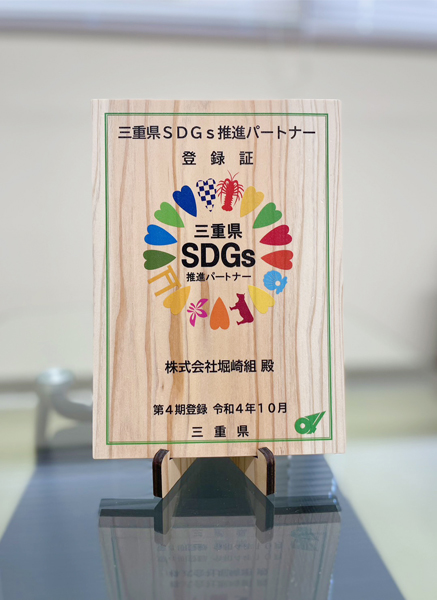 三重県ＳＤＧｓ推進パートナー
登録証
三重県
SDGs
推進パートナー
株式会社堀崎組 殿
第４期登録 令和４年１０月
三重県